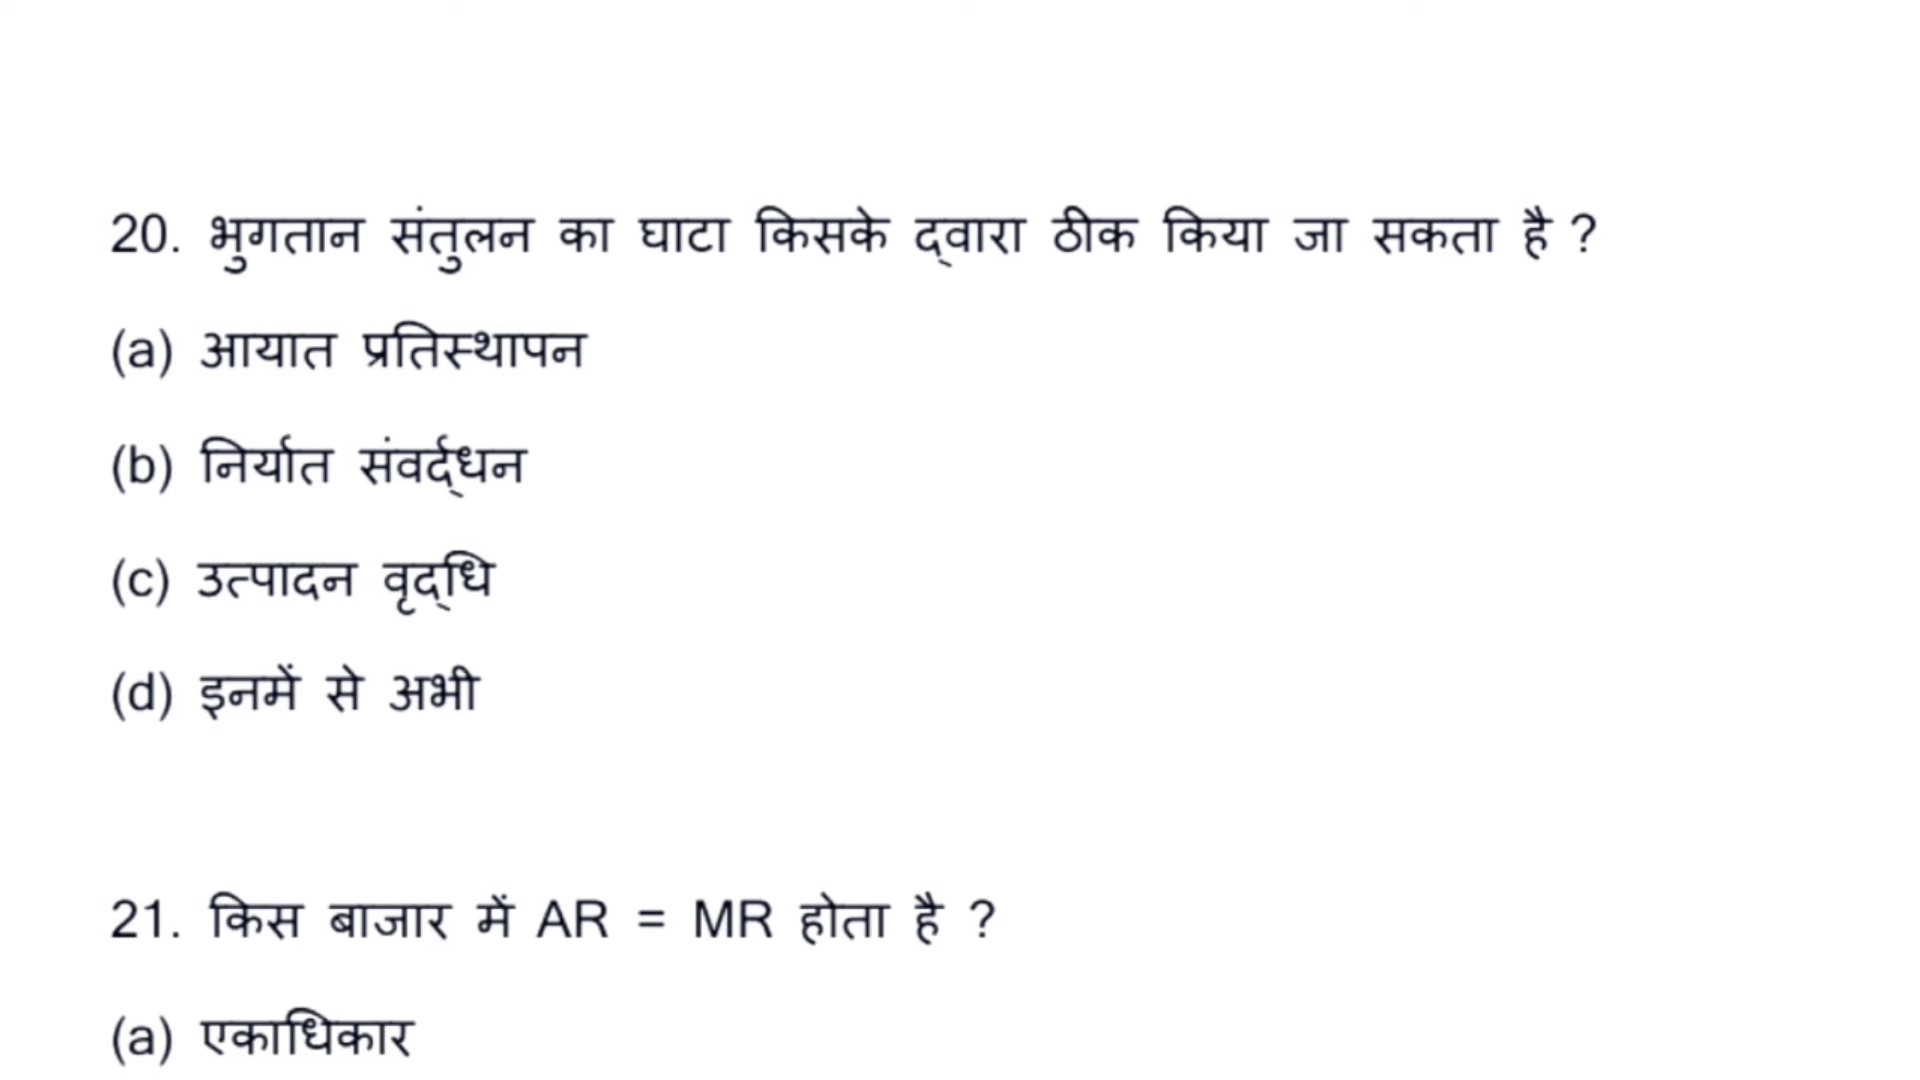 20. भुगतान संतुलन का घाटा किसके द्वारा ठीक किया जा सकता है ?
(a) आयात प्रतिस्थापन
(b) निर्यात संवर्द्धन
(c) उत्पादन वृद्धि
(d) इनमें से अभी
21. किस बाजार में AR = MR होता है ?
(a) एकाधिकार